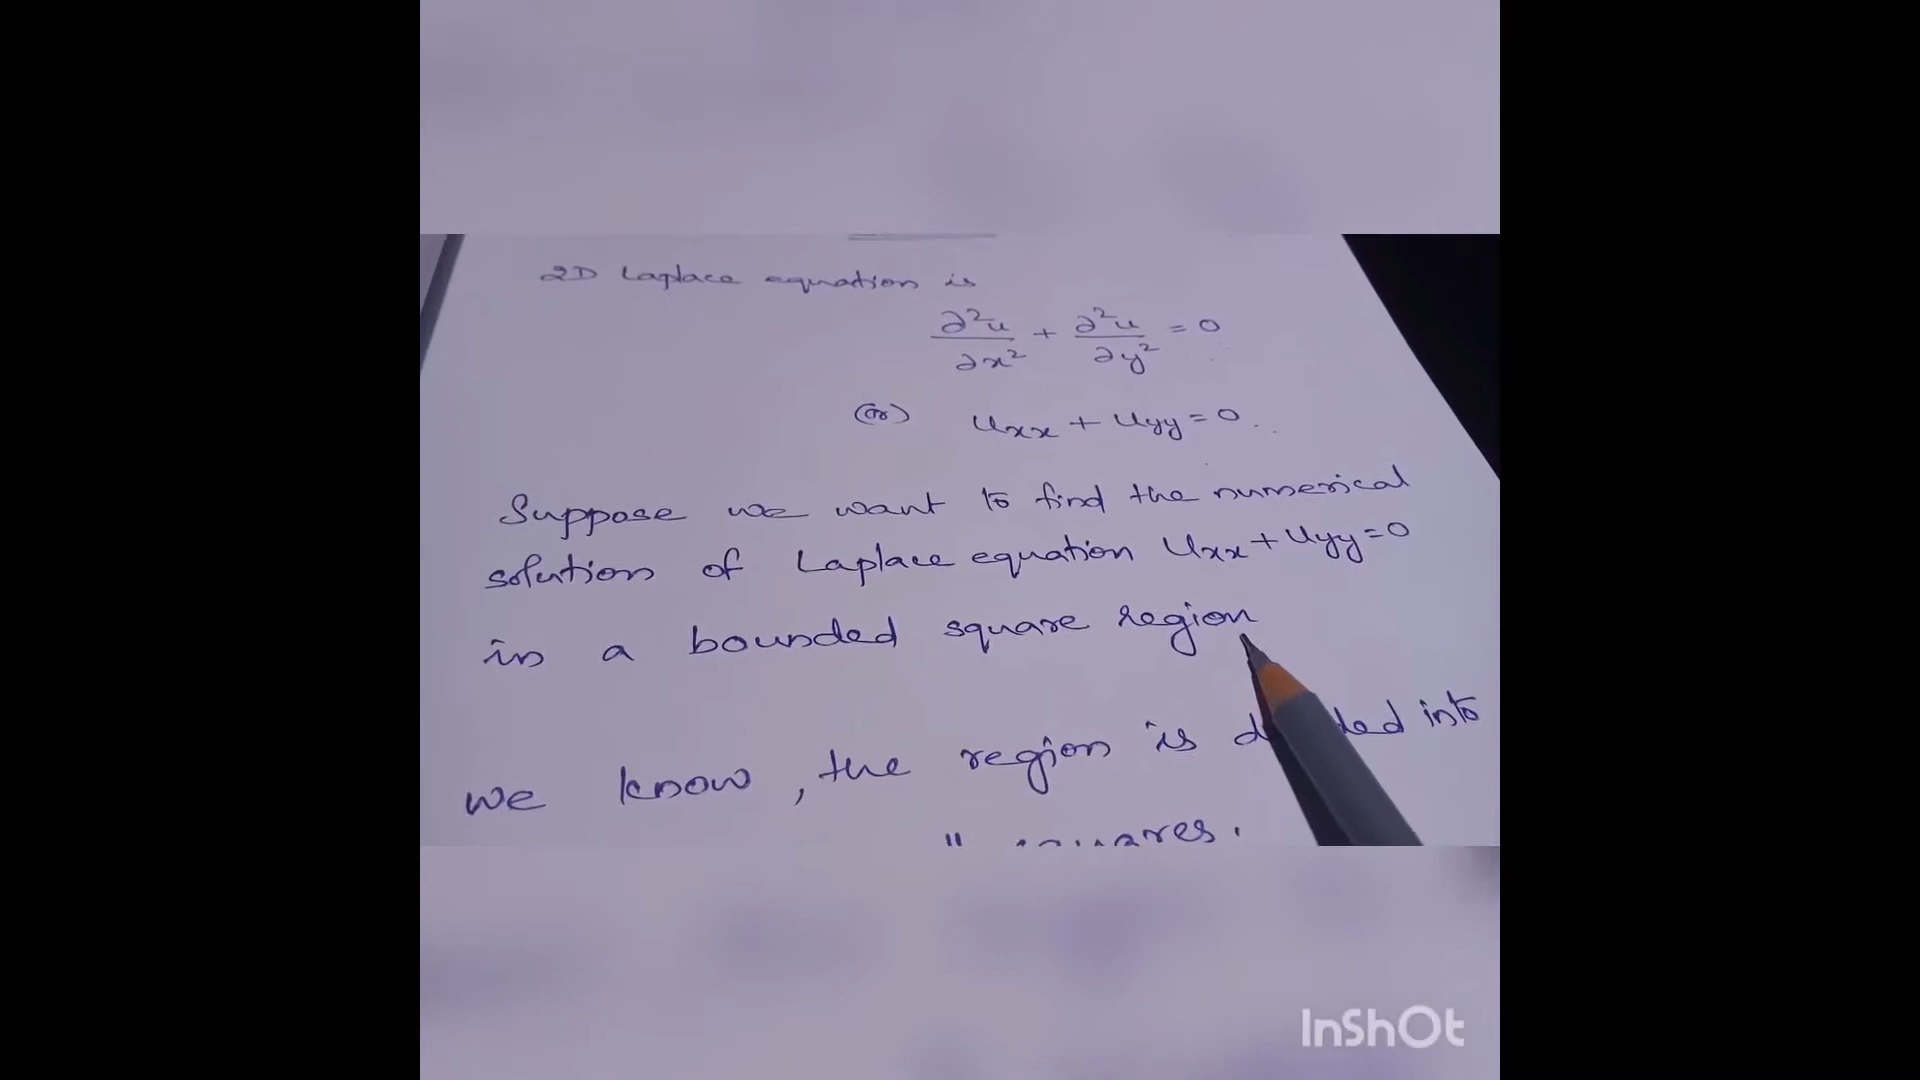 2D Laplace equation is
∂²u/∂x² + ∂²u/∂y² = 0
(or) Uxx + Uyy = 0.
Suppose we want to find the numerical
solution of Laplace equation Uxx + Uyy = 0
in a bounded square region
we know, the region is into
squares.
InShOt